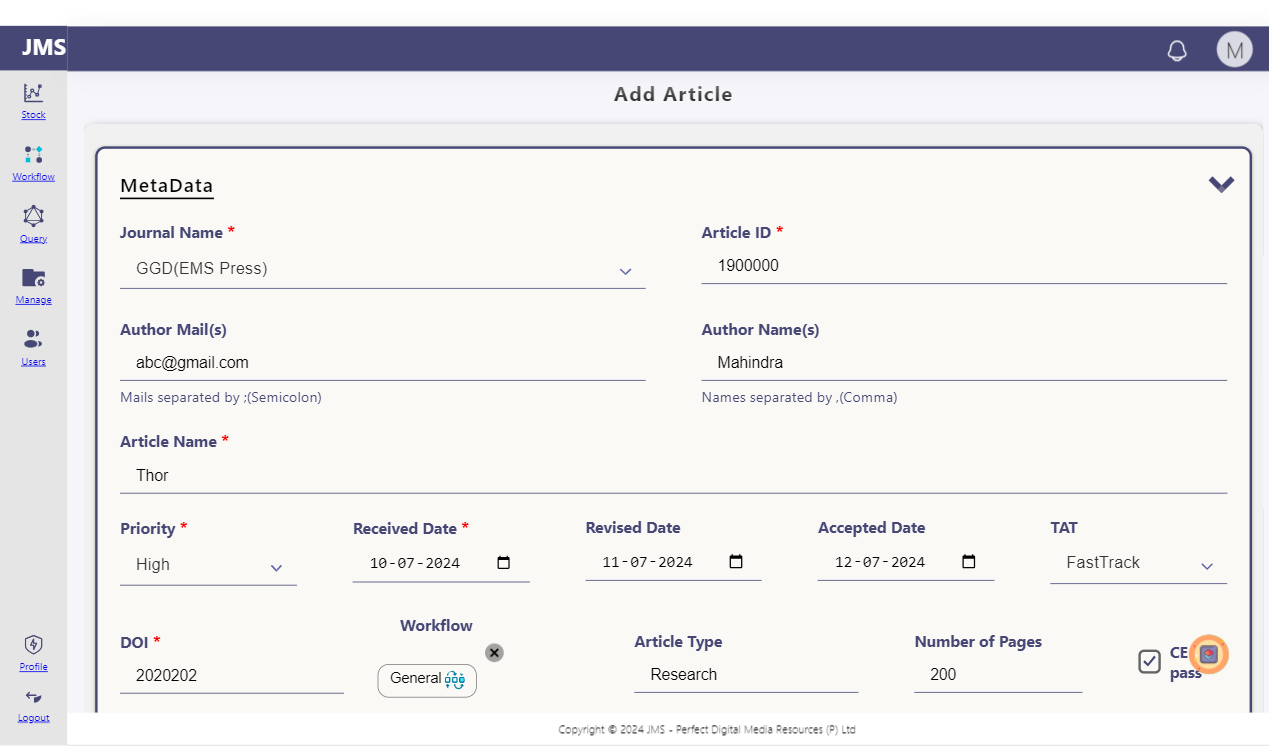 JMS
M
Stock
Workflow
Query
Manage
Users
Profile
Logout
Add Article
MetaData
Journal Name *
Article ID *
GGD(EMS Press)
1900000
Author Mail(s)
Author Name(s)
abc@gmail.com
Mahindra
Mails separated by ;(Semicolon)
Names separated by ,(Comma)
Article Name *
Thor
Priority *
Received Date *
Revised Date
Accepted Date
TAT
High
10-07-2024
11-07-2024
12-07-2024
FastTrack
DOI *
Workflow
Article Type
Number of Pages
2020202
General
Research
200
CE
pass
Copyright © 2024 JMS - Perfect Digital Media Resources (P) Ltd